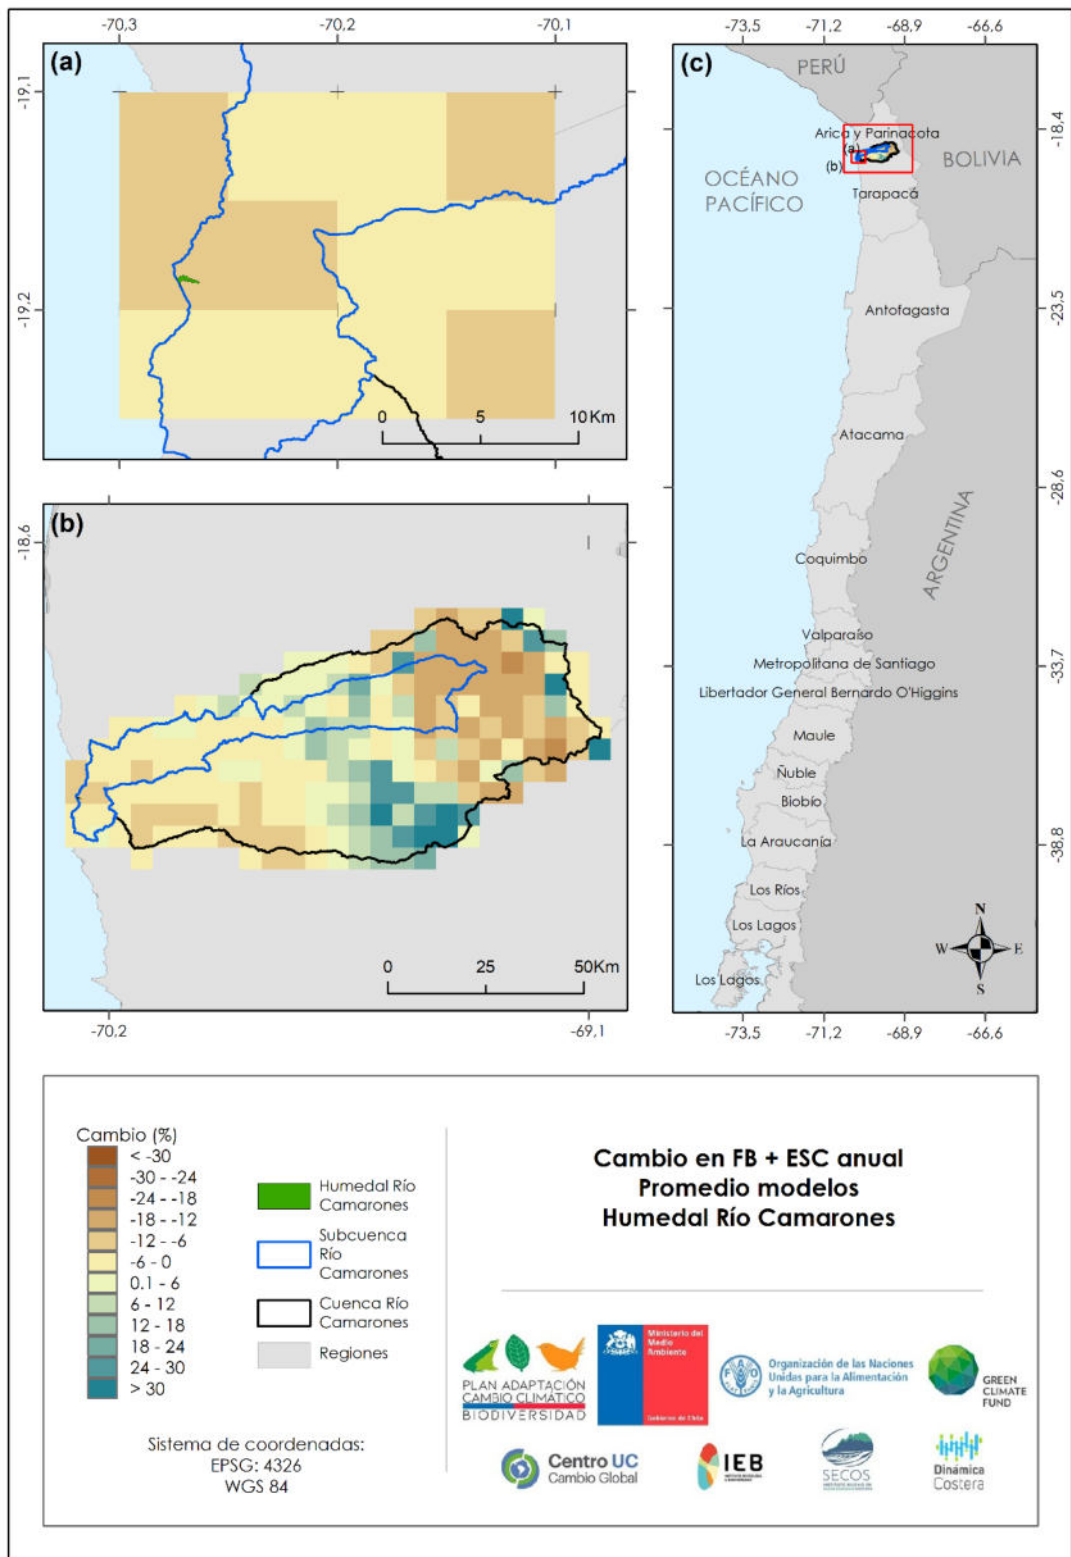 -70,3
-70,2
-70,1
(a)
-19,1
-19,2
0
5
10 Km
(b)
-18,6
0
25
50Km
-70,2
-69,1
-73,5
-71,2
-68,9
-66,6
(c)
PERÚ
Arica y Parinacota
(a)
(b)
BOLIVIA
OCÉANO
PACÍFICO
Tarapacá
Antofagasta
Atacama
Coquimbo
ARGENTINA
Valparaíso
Metropolitana de Santiago
Libertador General Bernardo O'Higgins
Maule
Ñuble
Biobío
La Araucanía
Los Ríos
Los Lagos
Los Lagos
N
W
E
S
-18,4
-23,5
-28,6
-33,7
-38,8
-73,5
-71,2
-68,9
-66,6
Cambio (%)
< -30
-30 - -24
-24 - -18
-18 - -12
-12 - -6
-6 - 0
0.1 - 6
6 - 12
12 - 18
18 - 24
24 - 30
> 30
Humedal Río
Camarones
Subcuenca
Río
Camarones
Cuenca Río
Camarones
Regiones
Sistema de coordenadas:
EPSG: 4326
WGS 84
Cambio en FB + ESC anual
Promedio modelos
Humedal Río Camarones
PLAN ADAPTACIÓN
CAMBIO CLIMÁTICO
BIODIVERSIDAD
Ministerio del
Medio
Ambiente
Gobierno de Chile
FAO
Organización de las Naciones
Unidas para la Alimentación
y la Agricultura
GREEN
CLIMATE
FUND
Centro UC
Cambio Global
IEB
SECOS
Dinámica
Costera